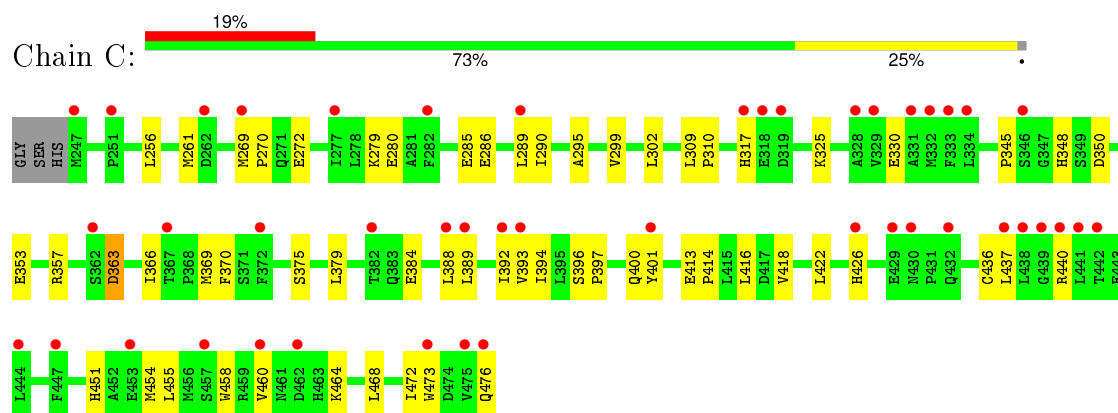 19%
Chain C:
73% 25% •
GLY SER HIS M247 P251 L256 M261 D262 M269 P270 Q271 E272 I277 L278 K279 E280 A281 F282 E285 E286 L289 I290 A295 V299 L302 L309 P310 H317 E318 D319 K325 A328 V329 E330 A331 M332 F333 L334 P345 S346 G347 H348 S349 D350
E353 R357 S362 D363 I366 T367 P368 M369 F370 S371 F372 S375 L379 T382 Q383 E384 L388 L389 I392 V393 I394 L395 S396 P397 Q400 Y401 E413 P414 L415 L416 D417 V418 L422 H426 E429 N430 P431 Q432 C436 L437 L438 G439 R440 L441 T442 E443
L444 F447 H451 A452 E453 M454 L455 M456 S457 W458 R459 V460 N461 D462 H463 K464 L468 I472 W473 D474 V475 Q476